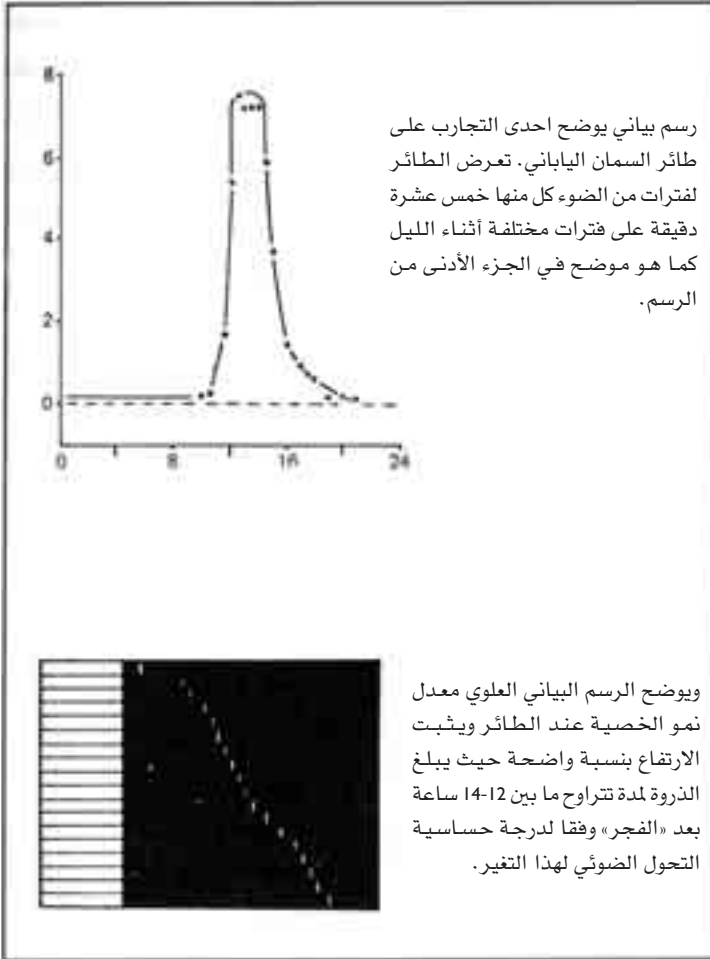 8
6
4
2
0
0 8 16 24
رسم بياني يوضح احدى التجارب على
طائر السمان الياباني. تعرض الطائر
لفترات من الضوء كل منها خمس عشرة
دقيقة على فترات مختلفة أثناء الليل
كما هو موضح في الجزء الأدنى من
الرسم.
ويوضح الرسم البياني العلوي معدل
نمو الخصية عند الطائر ويثبت
الارتفاع بنسبة واضحة حيث يبلغ
الذروة لمدة تتراوح ما بين 12-14 ساعة
بعد «الفجر» وفقا لدرجة حساسية
التحول الضوئي لهذا التغير.